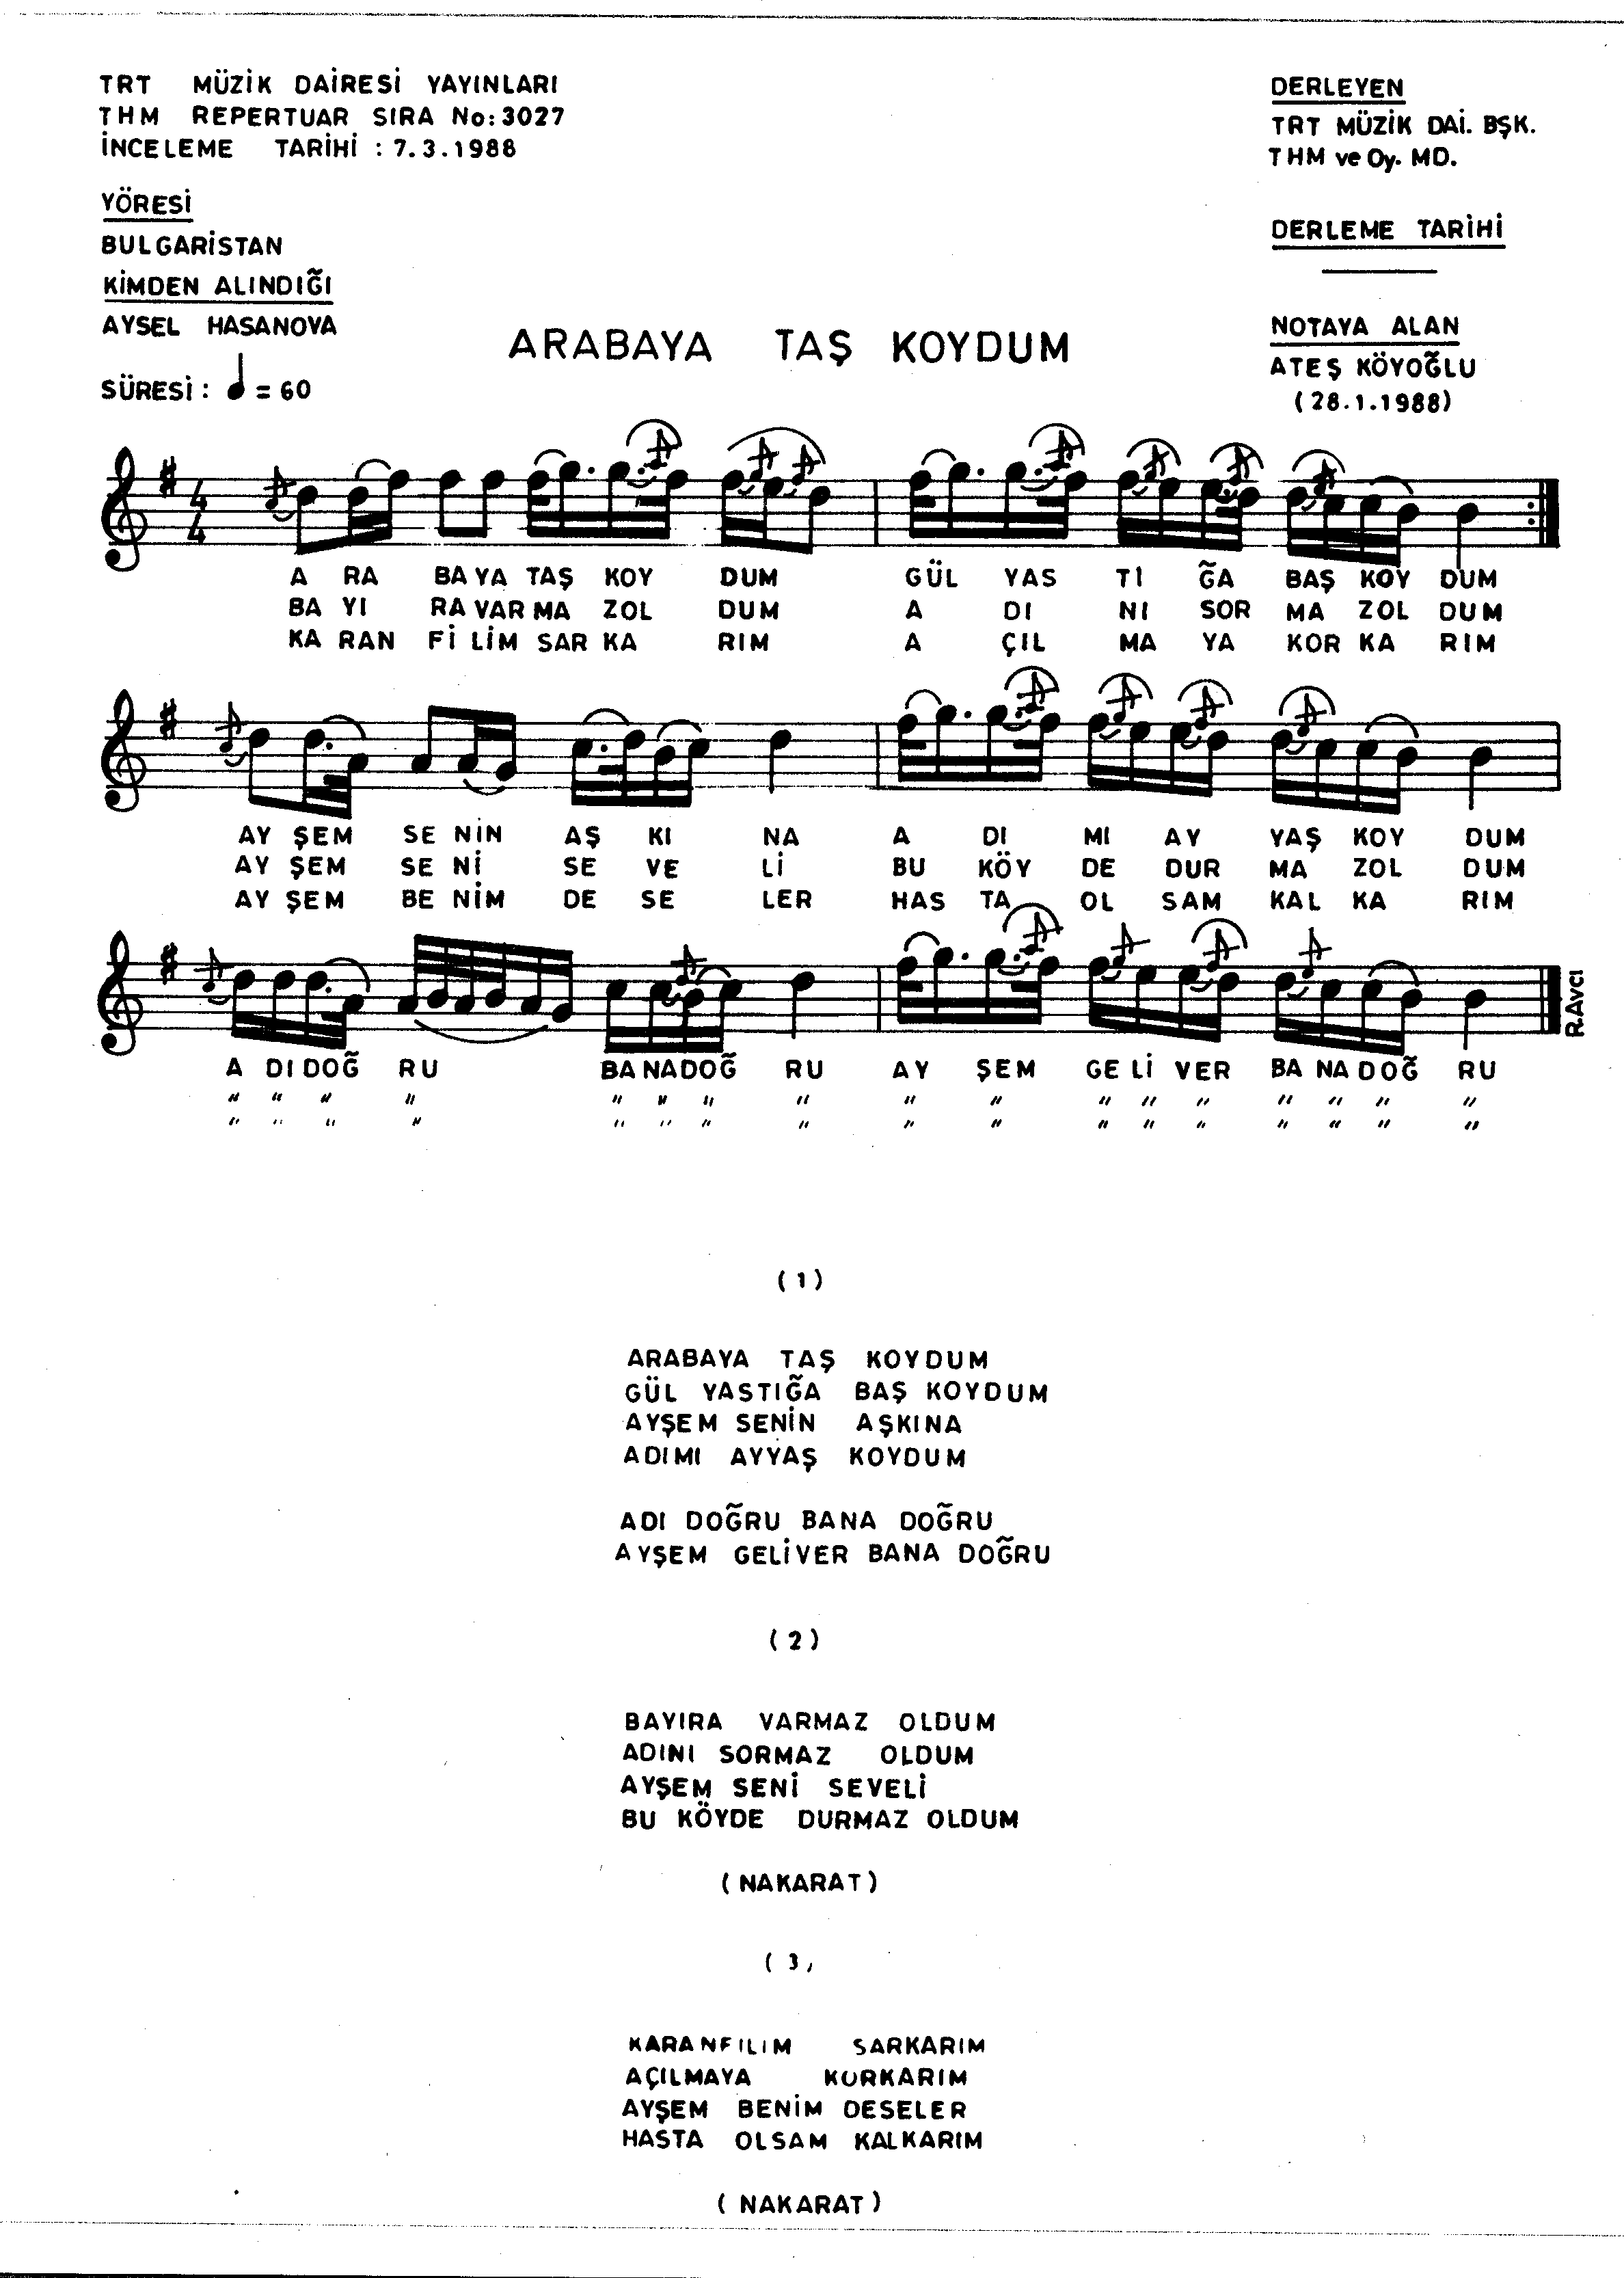 TRT MÜZİK DAİRESİ YAYINLARI
THM REPERTUAR SIRA No: 3027
İNCELEME TARİHİ : 7.3.1988
DERLEYEN
TRT MÜZİK DAİ. BŞK.
THM ve Oy. MD.
YÖRESİ
BULGARİSTAN
KİMDEN ALINDIĞI
AYSEL HASANOVA
SÜRESİ : ♩ = 60
DERLEME TARİHİ
NOTAYA ALAN
ATEŞ KÖYOĞLU
(28.1.1988)
ARABAYA TAŞ KOYDUM
4
4
A RA BA YA TAŞ KOY DUM GÜL YAS TI ĞA BAŞ KOY DUM
BA YI RA VAR MA ZOL DUM A DI NI SOR MA ZOL DUM
KA RAN Fİ LİM SAR KA RIM A ÇIL MA YA KOR KA RIM
AY ŞEM SE NİN AŞ KI NA A DI MI AY YAŞ KOY DUM
AY ŞEM SE Nİ SE VE Lİ BU KÖY DE DUR MA ZOL DUM
AY ŞEM BE NİM DE SE LER HAS TA OL SAM KAL KA RIM
R.AVCI
A DI DOĞ RU BA NA DOĞ RU AY ŞEM GE Lİ VER BA NA DOĞ RU
" " " " " " " " " " " " " " " " "
" " " " " " " " " " " " " " " " "
(1)
ARABAYA TAŞ KOYDUM
GÜL YASTIĞA BAŞ KOYDUM
AYŞEM SENİN AŞKINA
ADIMI AYYAŞ KOYDUM
ADI DOĞRU BANA DOĞRU
AYŞEM GELİVER BANA DOĞRU
(2)
BAYIRA VARMAZ OLDUM
ADINI SORMAZ OLDUM
AYŞEM SENİ SEVELİ
BU KÖYDE DURMAZ OLDUM
(NAKARAT)
(3)
KARANFILIM SARKARIM
AÇILMAYA KORKARIM
AYŞEM BENİM DESELER
HASTA OLSAM KALKARIM
(NAKARAT)